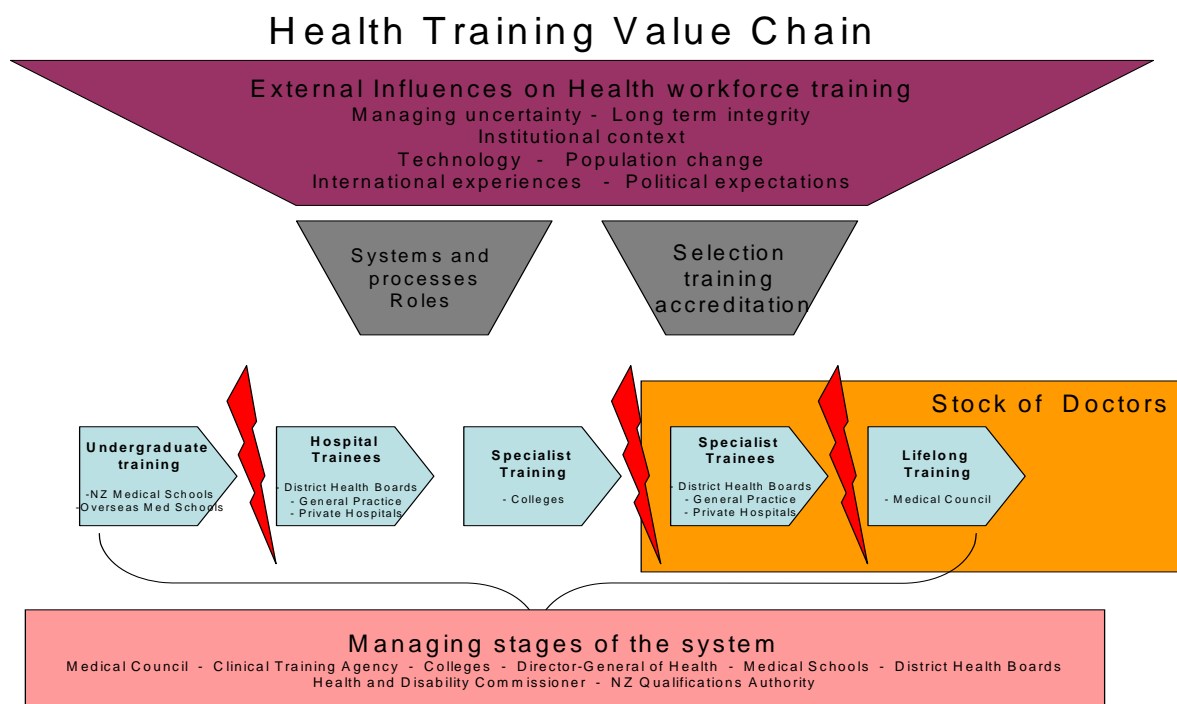 Health Training Value Chain
External Influences on Health workforce training
Managing uncertainty - Long term integrity
Institutional context
Technology - Population change
International experiences - Political expectations
Systems and
processes
Roles
Selection
training
accreditation
Stock of Doctors
Undergraduate
training
-NZ Medical Schools
-Overseas Med Schools
Hospital
Trainees
- District Health Boards
- General Practice
- Private Hospitals
Specialist
Training
- Colleges
Specialist
Trainees
- District Health Boards
- General Practice
- Private Hospitals
Lifelong
Training
- Medical Council
Managing stages of the system
Medical Council - Clinical Training Agency - Colleges - Director-General of Health - Medical Schools - District Health Boards
Health and Disability Commissioner - NZ Qualifications Authority